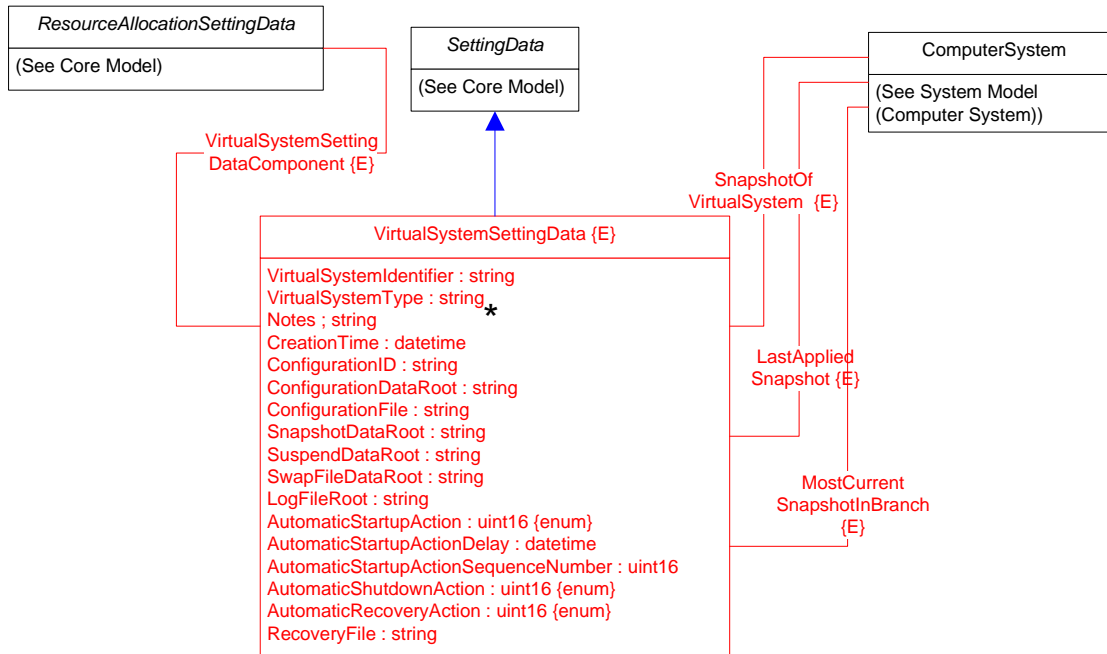 ResourceAllocationSettingData
(See Core Model)
SettingData
(See Core Model)
ComputerSystem
(See System Model
(Computer System))
VirtualSystemSetting
DataComponent {E}
SnapshotOf
VirtualSystem {E}
LastApplied
Snapshot {E}
MostCurrent
SnapshotInBranch
{E}
VirtualSystemSettingData {E}
VirtualSystemIdentifier : string
VirtualSystemType : string
*
Notes ; string
CreationTime : datetime
ConfigurationID : string
ConfigurationDataRoot : string
ConfigurationFile : string
SnapshotDataRoot : string
SuspendDataRoot : string
SwapFileDataRoot : string
LogFileRoot : string
AutomaticStartupAction : uint16 {enum}
AutomaticStartupActionDelay : datetime
AutomaticStartupActionSequenceNumber : uint16
AutomaticShutdownAction : uint16 {enum}
AutomaticRecoveryAction : uint16 {enum}
RecoveryFile : string